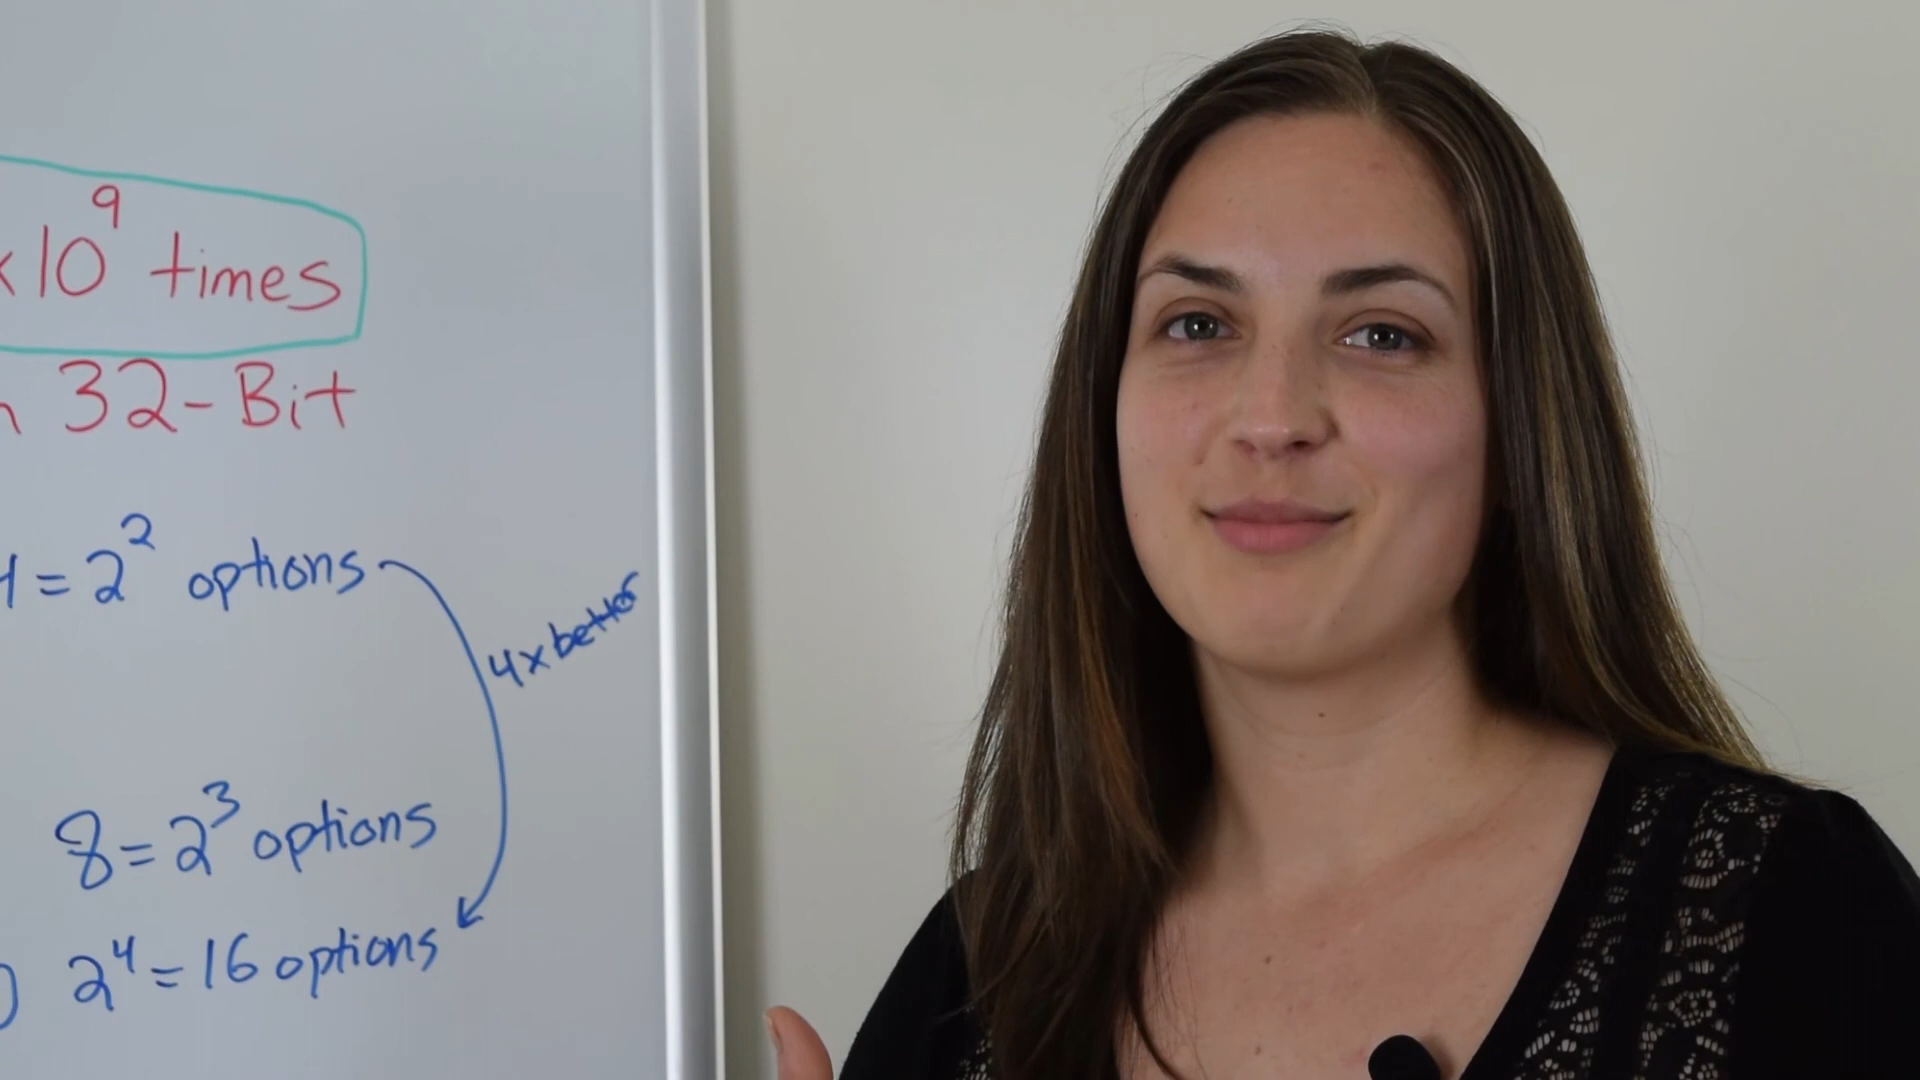 x10⁹ times
32-Bit
= 2² options
4x better
8 = 2³ options
2⁴ = 16 options